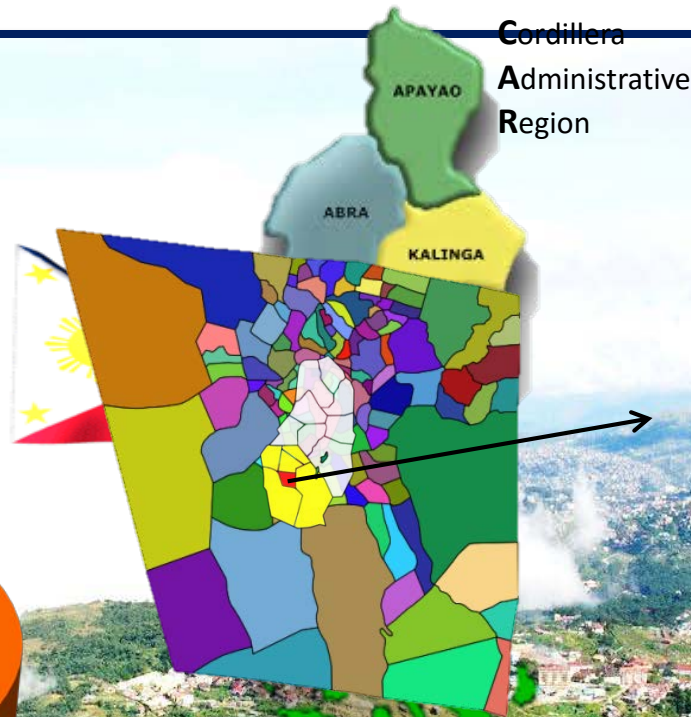 Cordillera
Administrative
Region
APAYAO
ABRA
KALINGA